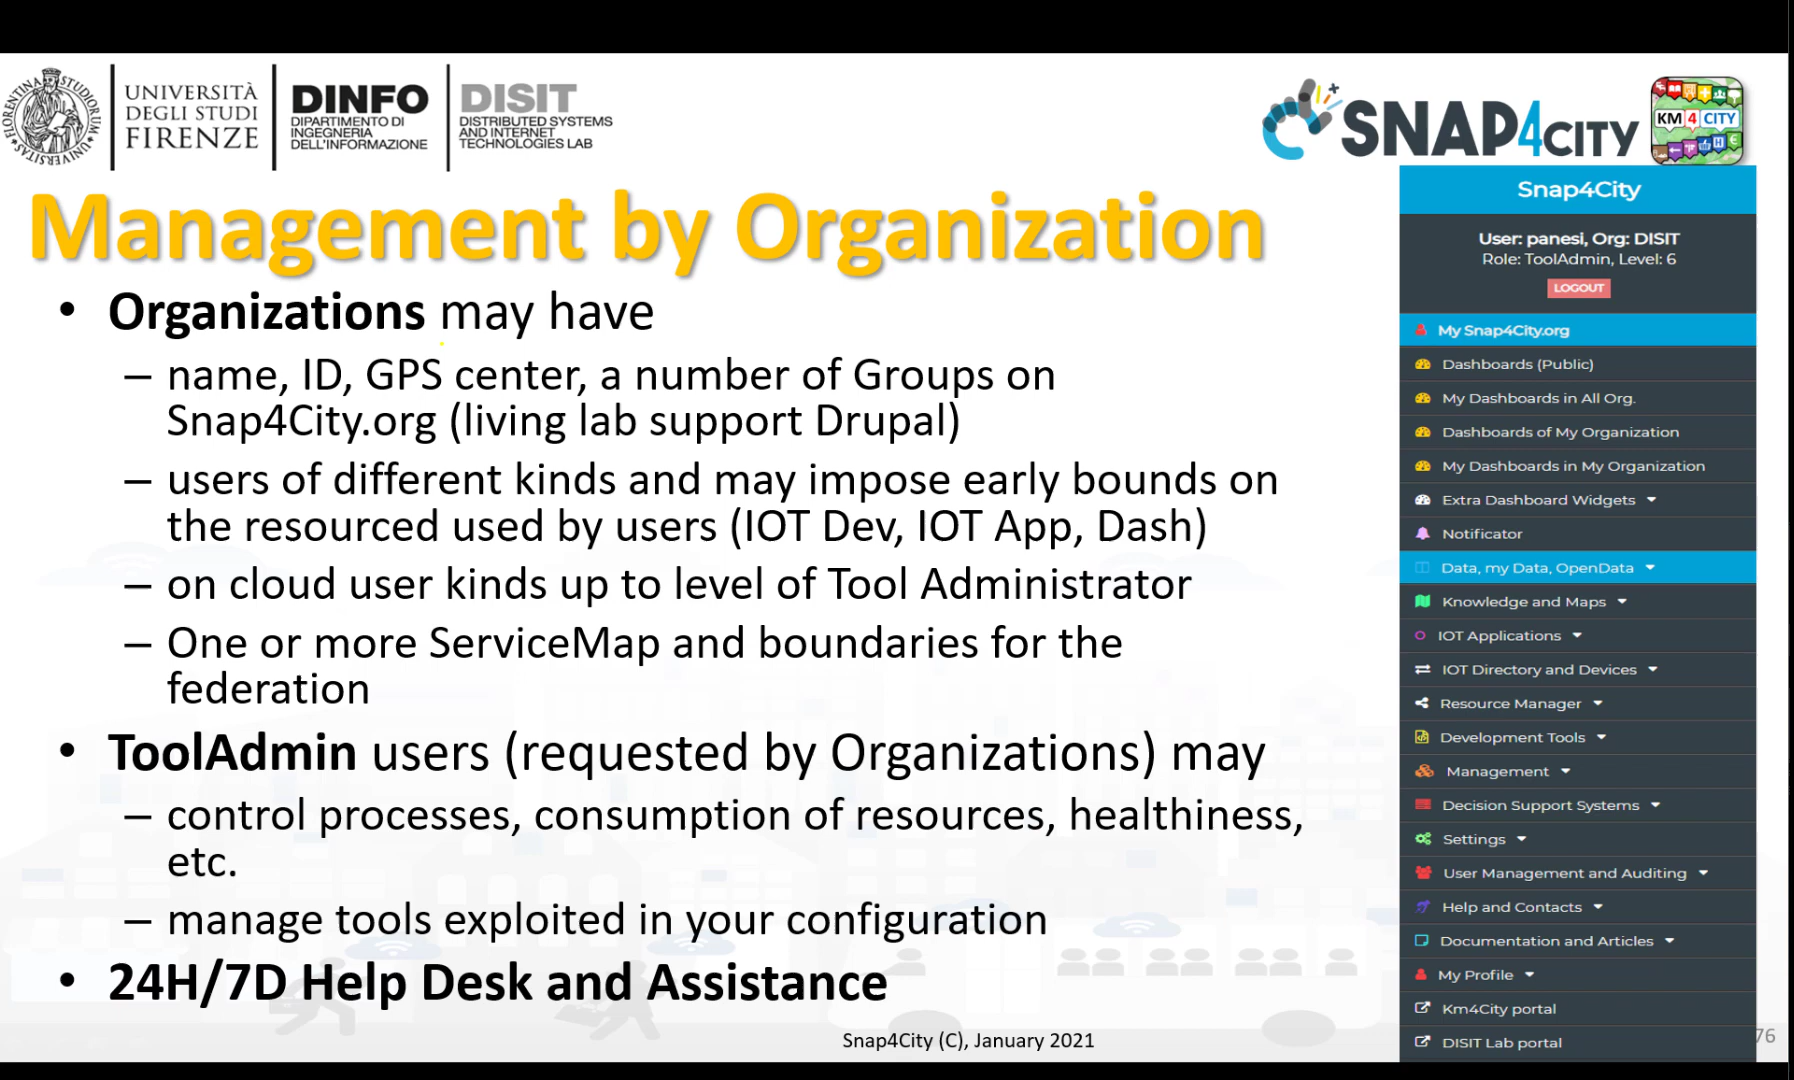 UNIVERSITÀ
DEGLI STUDI
FIRENZE
DINFO
DIPARTIMENTO DI
INGEGNERIA
DELL'INFORMAZIONE
DISIT
DISTRIBUTED SYSTEMS
AND INTERNET
TECHNOLOGIES LAB
SNAP4CITY
KM 4 CITY
Management by Organization
• Organizations may have
– name, ID, GPS center, a number of Groups on
Snap4City.org (living lab support Drupal)
– users of different kinds and may impose early bounds on
the resourced used by users (IOT Dev, IOT App, Dash)
– on cloud user kinds up to level of Tool Administrator
– One or more ServiceMap and boundaries for the
federation
• ToolAdmin users (requested by Organizations) may
– control processes, consumption of resources, healthiness,
etc.
– manage tools exploited in your configuration
• 24H/7D Help Desk and Assistance
Snap4City (C), January 2021
76
Snap4City
User: panesi, Org: DISIT
Role: ToolAdmin, Level: 6
LOGOUT
My Snap4City.org
Dashboards (Public)
My Dashboards in All Org.
Dashboards of My Organization
My Dashboards in My Organization
Extra Dashboard Widgets
Notificator
Data, my Data, OpenData
Knowledge and Maps
IOT Applications
IOT Directory and Devices
Resource Manager
Development Tools
Management
Decision Support Systems
Settings
User Management and Auditing
Help and Contacts
Documentation and Articles
My Profile
Km4City portal
DISIT Lab portal